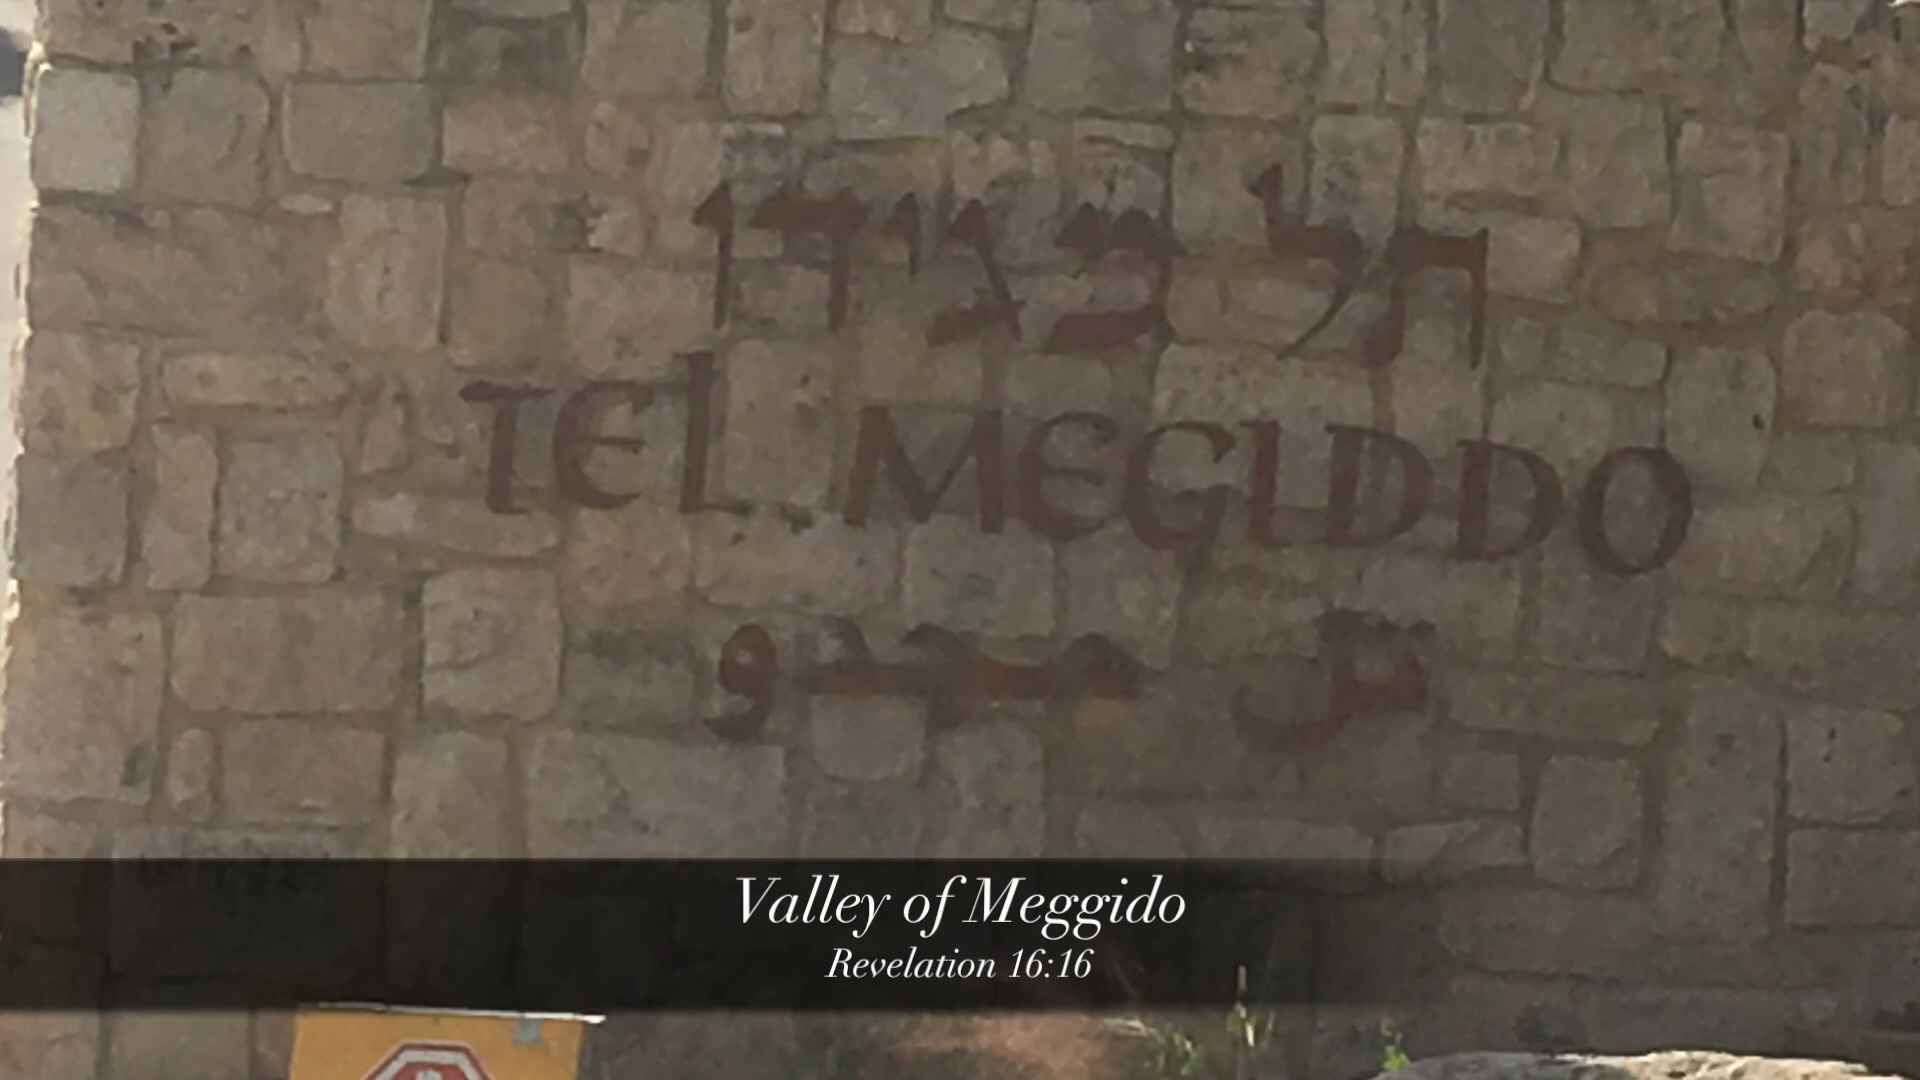 תל מגידו
TEL MEGIDDO
تل مجدو
Valley of Meggido
Revelation 16:16